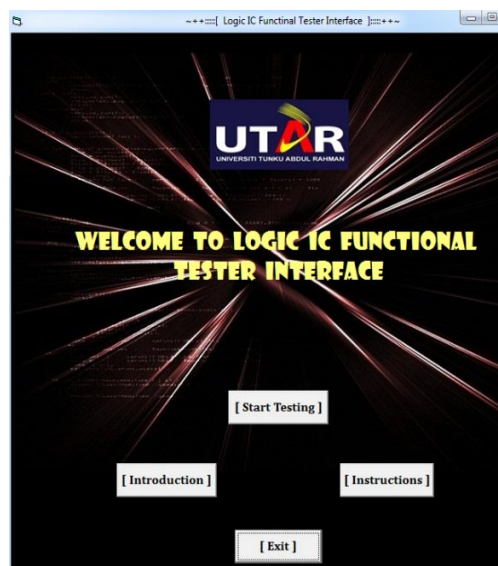 ~++::::[ Logic IC Functinal Tester Interface ]::::++~
UTAR
UNIVERSITI TUNKU ABDUL RAHMAN
WELCOME TO LOGIC IC FUNCTIONAL
TESTER INTERFACE
[ Start Testing ]
[ Introduction ]
[ Instructions ]
[ Exit ]